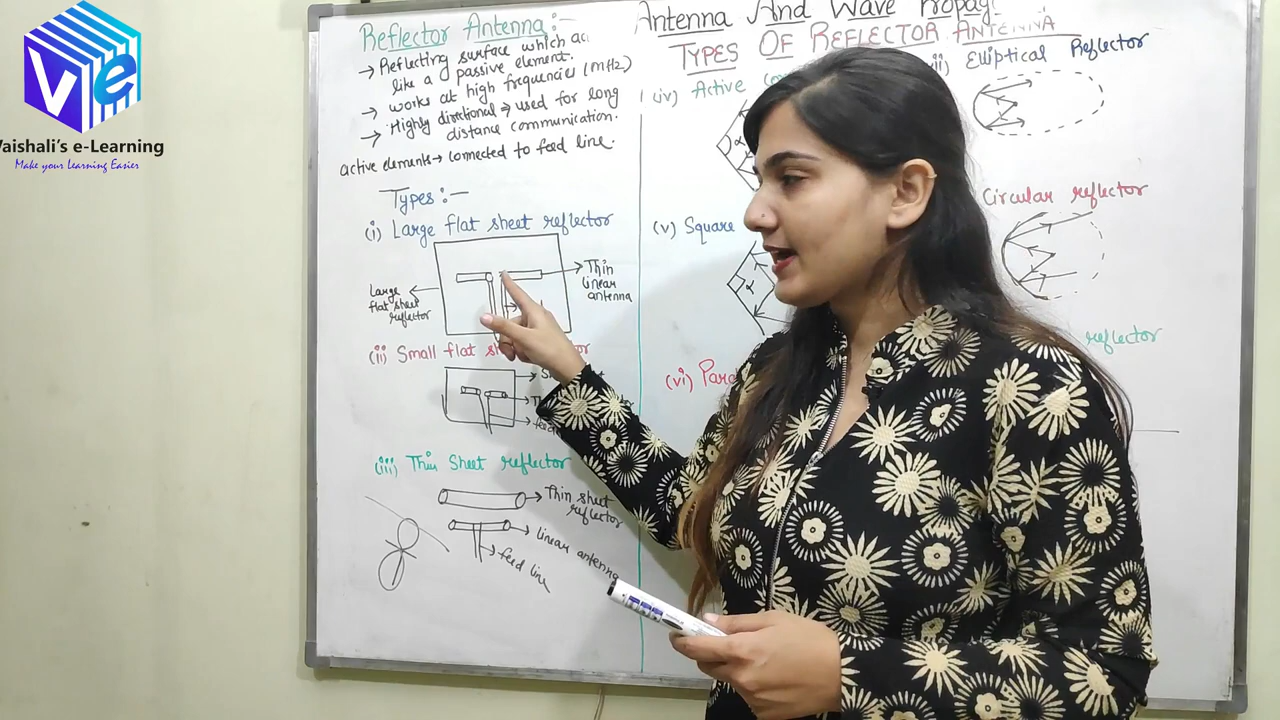 Ve
Vaishali's e-Learning
Make your Learning Easier
Antenna And Wave Propag
Reflector Antenna:-
→ Reflecting surface which ac
like a passive element.
→ works at high frequencies (MHz)
→ Highly directional → used for long
distance communication.
active elements → connected to feed line.
Types:-
(i) Large flat sheet reflector
Large
flat sheet
reflector
Thin
linear
antenna
(ii) Small flat
(iii) Thin Sheet reflector
Thin sheet
reflector
linear antenna
feed line
TYPES OF REFLECTOR ANTENNA
(iv) Active
α
(v) Square
(vi) Para
Elliptical Reflector
Circular reflector
reflector